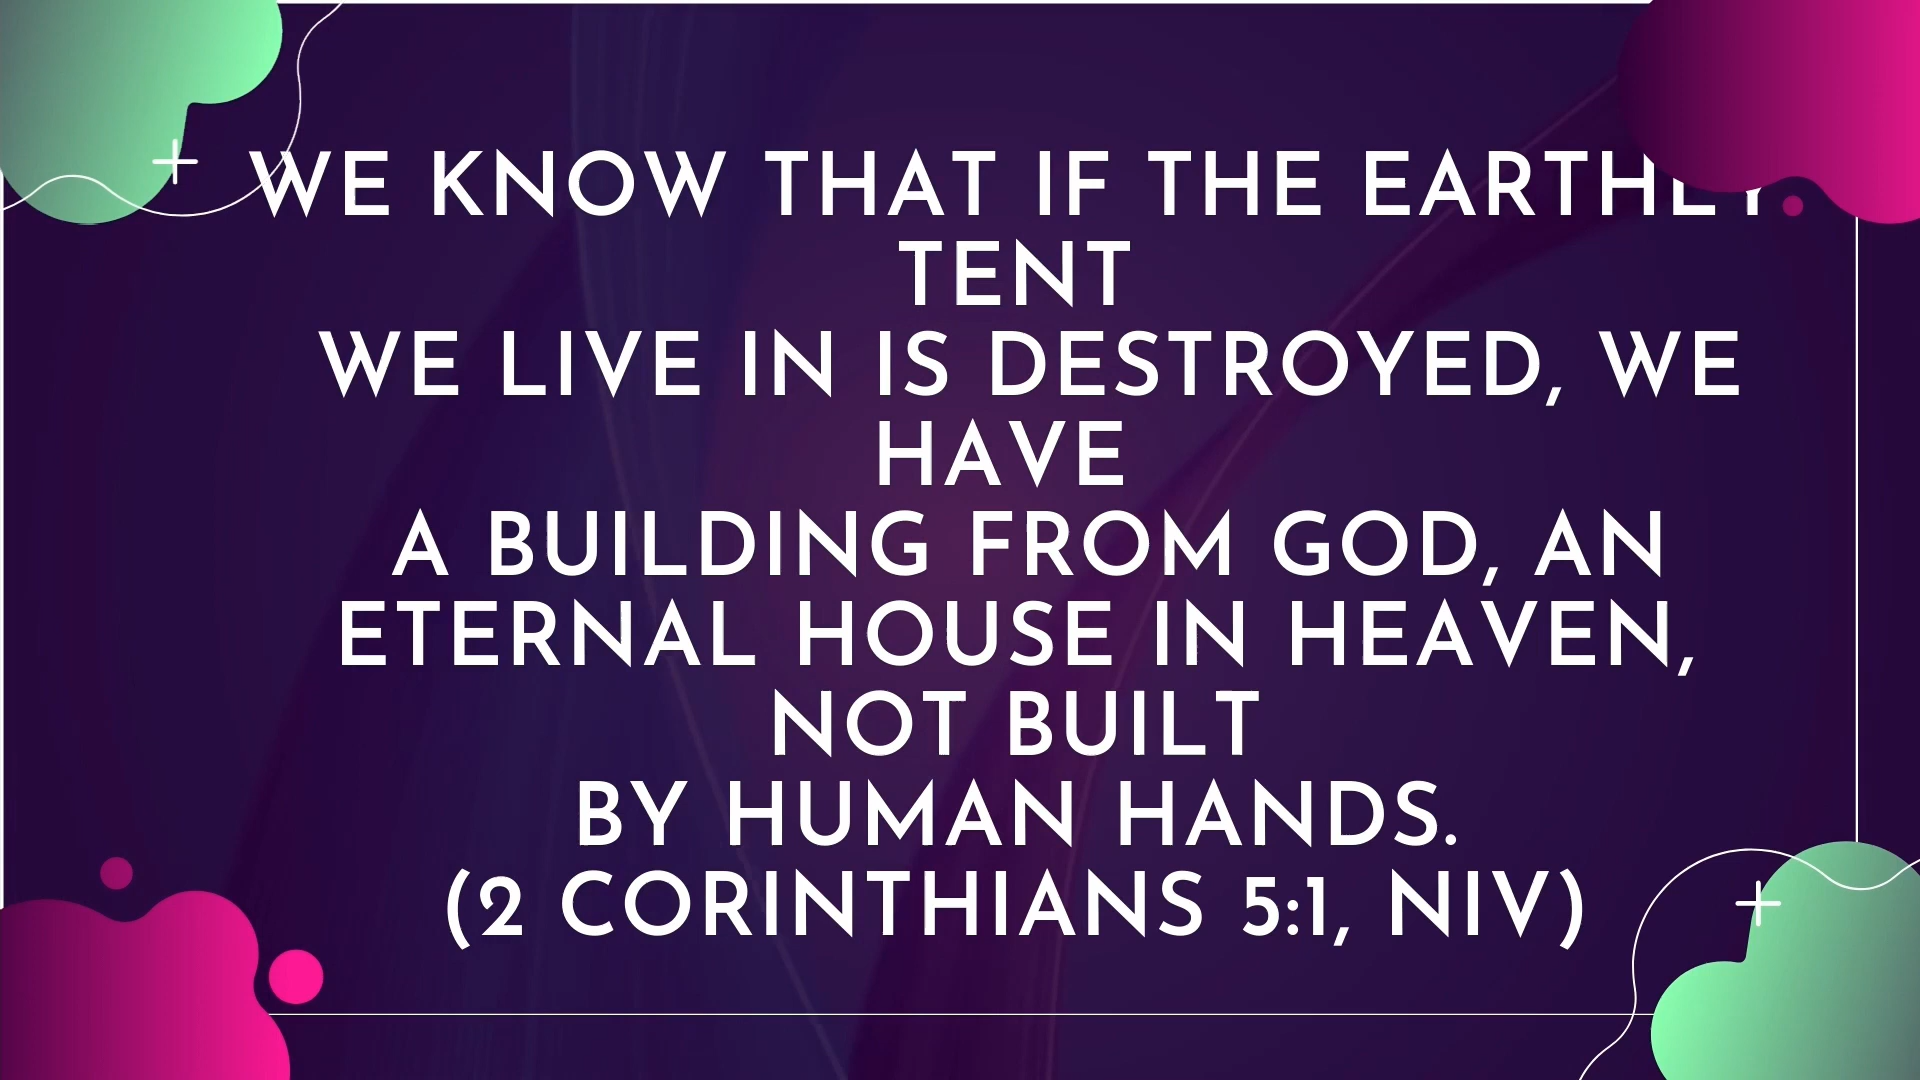 WE KNOW THAT IF THE EARTHLY
TENT
WE LIVE IN IS DESTROYED, WE
HAVE
A BUILDING FROM GOD, AN
ETERNAL HOUSE IN HEAVEN,
NOT BUILT
BY HUMAN HANDS.
(2 CORINTHIANS 5:1, NIV)